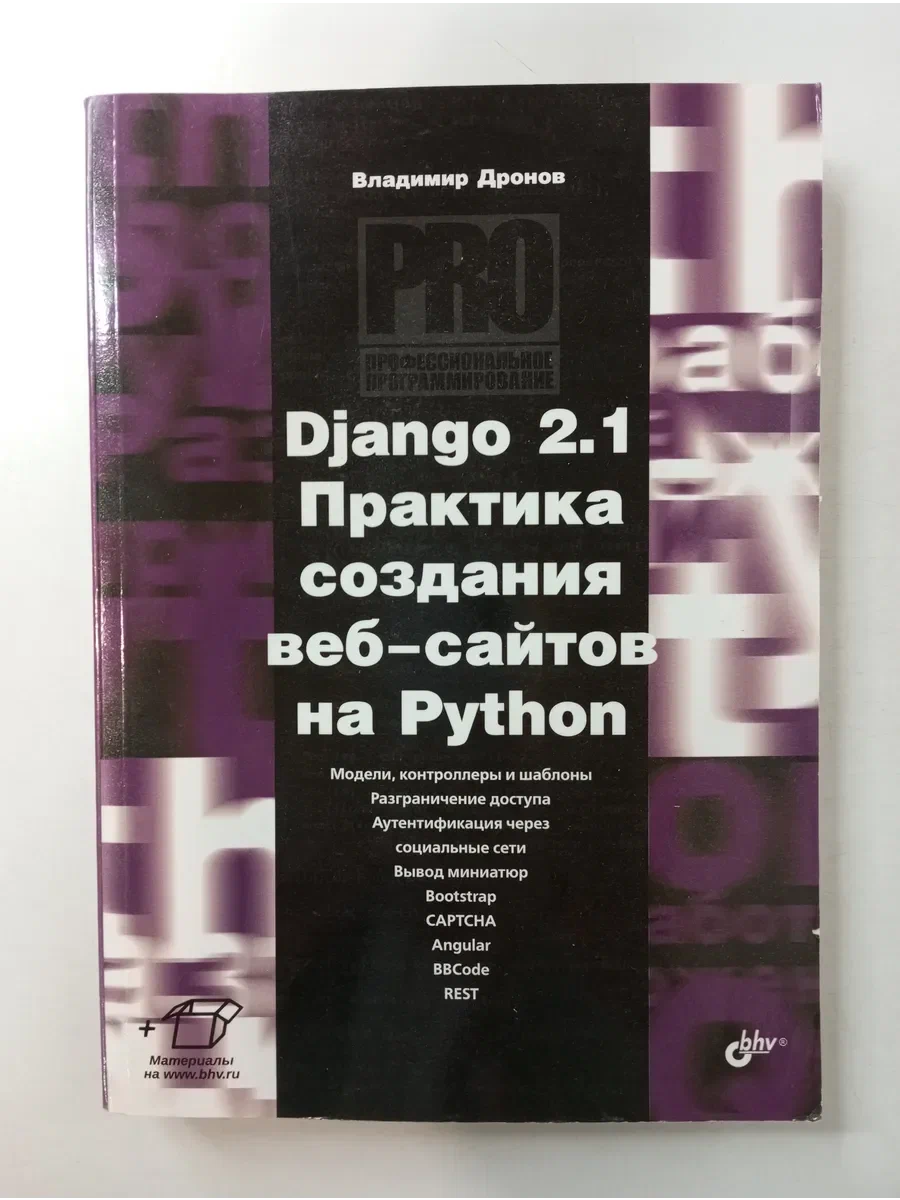 Владимир Дронов
PRO
ПРОФЕССИОНАЛЬНОЕ
ПРОГРАММИРОВАНИЕ
Django 2.1
Практика
создания
веб-сайтов
на Python
Модели, контроллеры и шаблоны
Разграничение доступа
Аутентификация через
социальные сети
Вывод миниатюр
Bootstrap
CAPTCHA
Angular
BBCode
REST
+
Материалы
на www.bhv.ru
bhv®